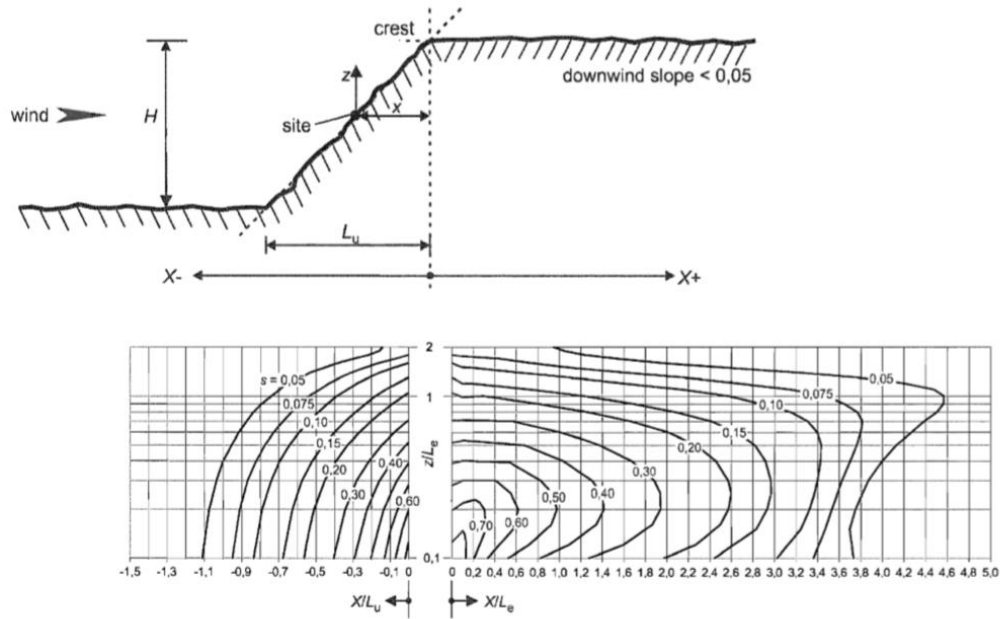 crest
z
downwind slope < 0,05
wind
H
x
site
Lu
X-
X+
2
s = 0,05
0,05
0,075
0,075
1
0,10
0,10
0,15
0,15
0,20
0,20
z/Le
0,40
0,30
0,30
0,50
0,40
0,60
0,70
0,60
0,1
-1,5 -1,3 -1,1 -0,9 -0,7 -0,5 -0,3 -0,1 0
0 0,2 0,4 0,6 0,8 1,0 1,2 1,4 1,6 1,8 2,0 2,2 2,4 2,6 2,8 3,0 3,2 3,4 3,6 3,8 4,0 4,2 4,4 4,6 4,8 5,0
X/Lu
X/Le